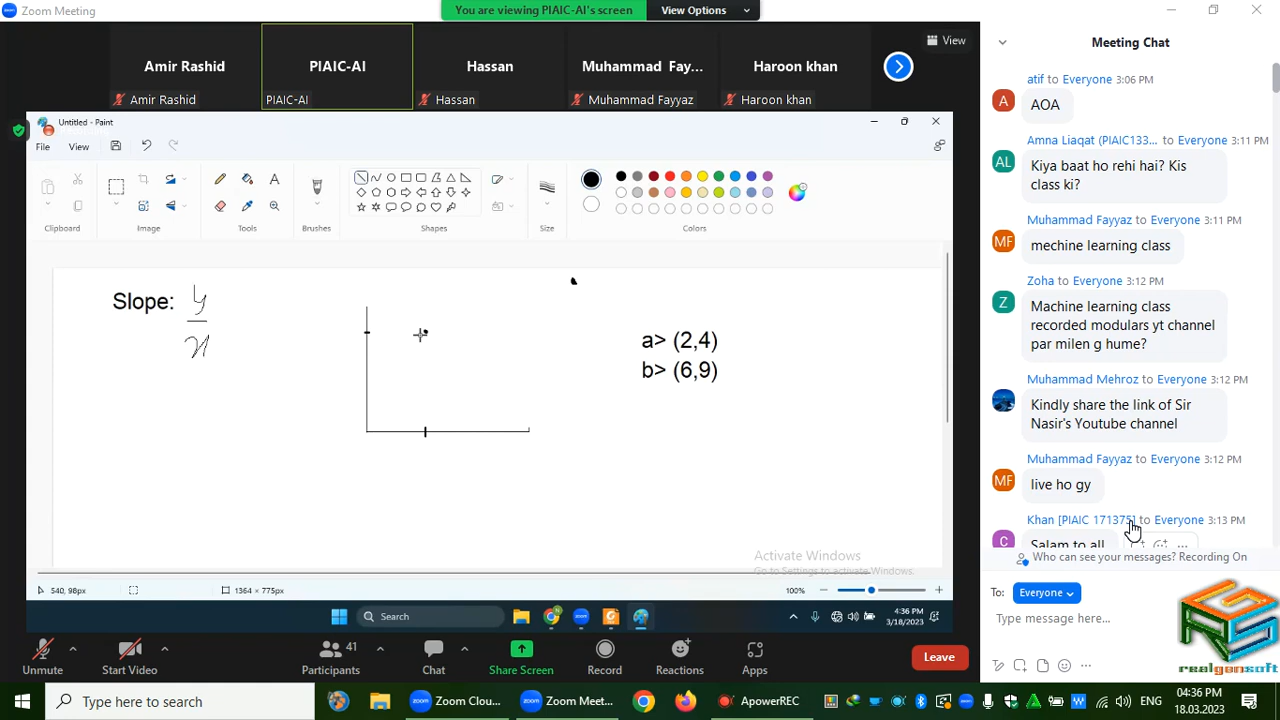 Zoom Meeting
You are viewing PIAIC-AI's screen
View Options
View
Amir Rashid
PIAIC-AI
Hassan
Muhammad Fay...
Haroon khan
Amir Rashid
PIAIC-AI
Hassan
Muhammad Fayyaz
Haroon khan
Untitled - Paint
File
View
Clipboard
Image
Tools
Brushes
Shapes
Size
Colors
Slope: y
x
a> (2,4)
b> (6,9)
Activate Windows
Go to Settings to activate Windows.
540, 98px
1364 × 775px
100%
Search
4:36 PM
3/18/2023
Unmute
Start Video
Participants
41
Chat
Share Screen
Record
Reactions
Apps
Leave
Meeting Chat
atif to Everyone 3:06 PM
A
AOA
Amna Liaqat (PIAIC133... to Everyone 3:11 PM
AL
Kiya baat ho rehi hai? Kis
class ki?
Muhammad Fayyaz to Everyone 3:11 PM
MF
mechine learning class
Zoha to Everyone 3:12 PM
Z
Machine learning class
recorded modulars yt channel
par milen g hume?
Muhammad Mehroz to Everyone 3:12 PM
Kindly share the link of Sir
Nasir's Youtube channel
Muhammad Fayyaz to Everyone 3:12 PM
MF
live ho gy
Khan [PIAIC 171375] to Everyone 3:13 PM
C
Salam to all
Who can see your messages? Recording On
To: Everyone
Type message here...
realgensoft
Type here to search
Zoom Clou...
Zoom Meet...
ApowerREC
ENG
04:36 PM
18.03.2023